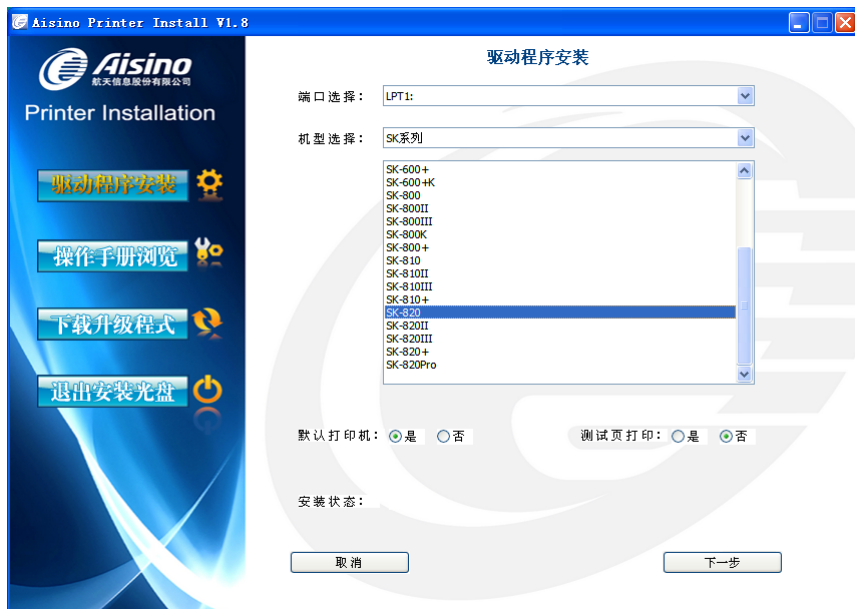 Aisino Printer Install V1.8
Aisino
航天信息股份有限公司
Printer Installation
驱动程序安装
操作手册浏览
下载升级程式
退出安装光盘
驱动程序安装
端口选择: LPT1:
机型选择: SK系列
SK-600+
SK-600+K
SK-800
SK-800II
SK-800III
SK-800K
SK-800+
SK-810
SK-810II
SK-810III
SK-810+
SK-820
SK-820II
SK-820III
SK-820+
SK-820Pro
默认打印机: 是 否 测试页打印: 是 否
安装状态:
取消 下一步